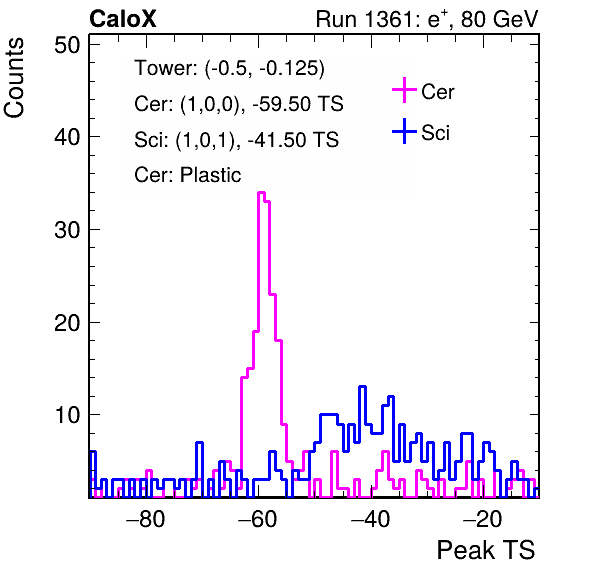 CaloX Run 1361: e⁺, 80 GeV
Counts
50
40
30
20
10
Tower: (-0.5, -0.125)
Cer: (1,0,0), -59.50 TS
Sci: (1,0,1), -41.50 TS
Cer: Plastic
Cer
Sci
−80 −60 −40 −20
Peak TS